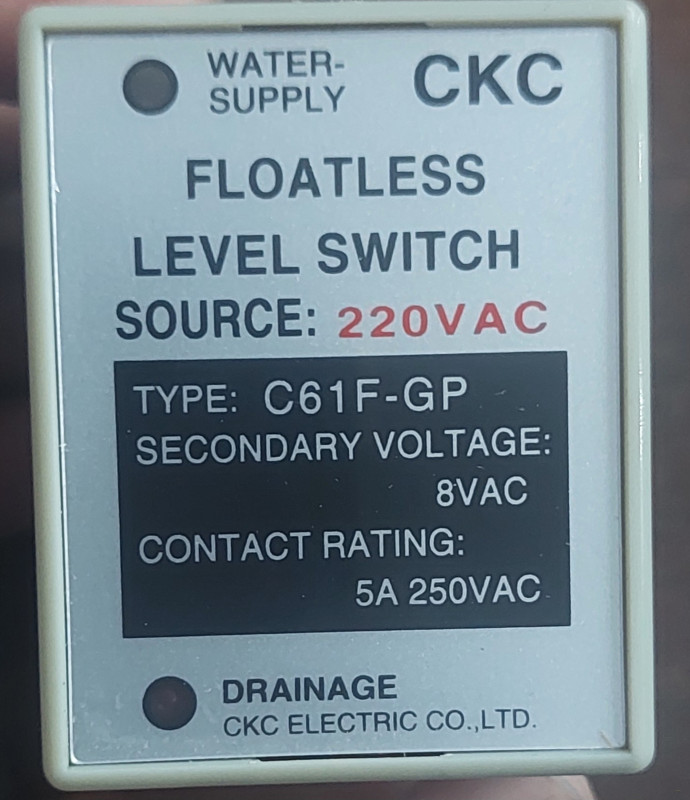 WATER-
SUPPLY
CKC
FLOATLESS
LEVEL SWITCH
SOURCE: 220VAC
TYPE: C61F-GP
SECONDARY VOLTAGE:
8VAC
CONTACT RATING:
5A 250VAC
DRAINAGE
CKC ELECTRIC CO.,LTD.